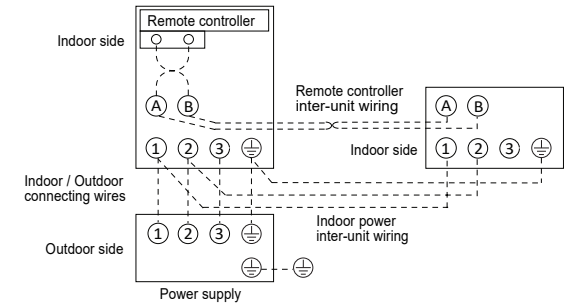 Remote controller
Indoor side
A B
Remote controller
inter-unit wiring
A B
1 2 3
Indoor side
1 2 3
Indoor / Outdoor
connecting wires
Indoor power
inter-unit wiring
1 2 3
Outdoor side
Power supply